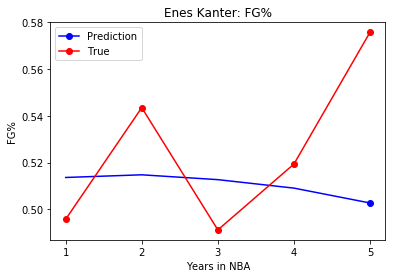 Enes Kanter: FG%
Prediction
True
FG%
0.58
0.56
0.54
0.52
0.50
1 2 3 4 5
Years in NBA